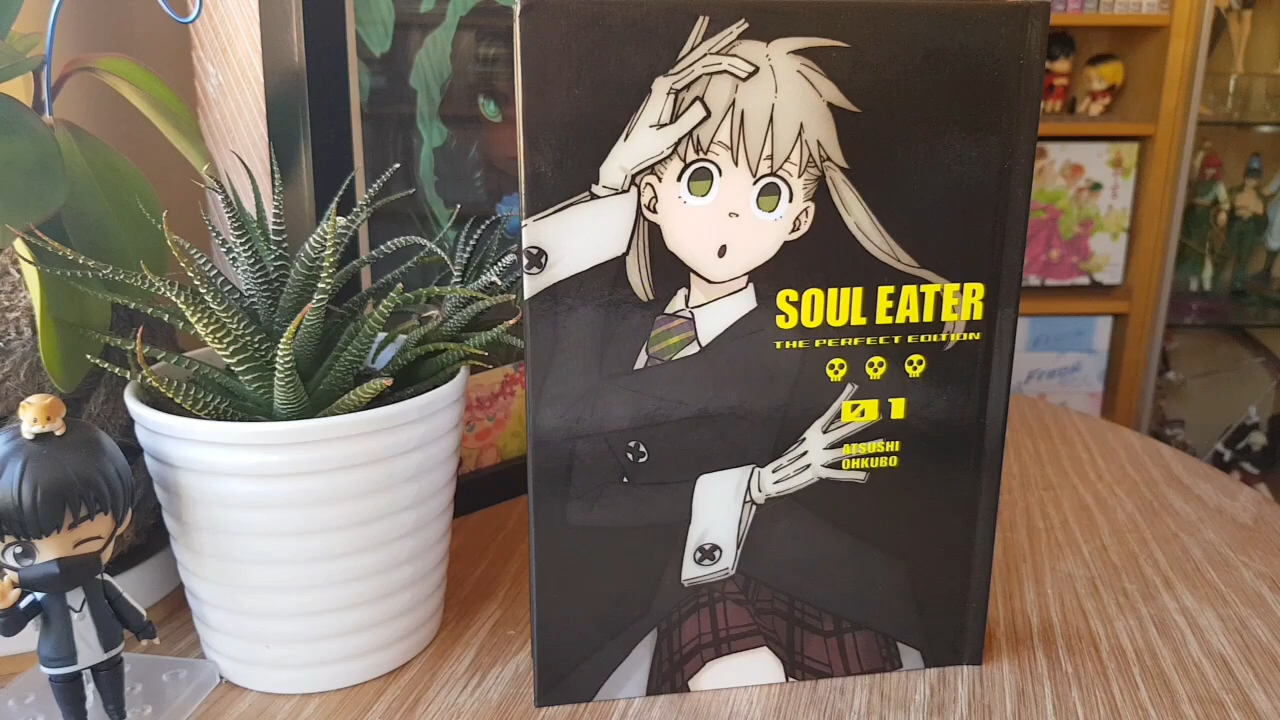 SOUL EATER
THE PERFECT EDITION
01
ATSUSHI
OHKUBO